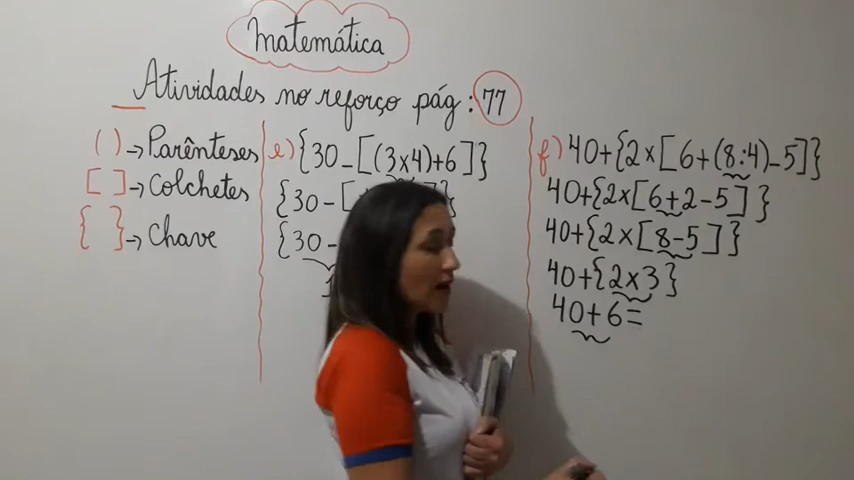 Matemática
Atividades no reforço pág: 77
( ) → Parênteses
[ ] → Colchetes
{ } → Chave
e) {30 - [(3x4)+6]}
{30 - [
{30 -
f) 40+{2x[6+(8:4)-5]}
40+{2x[6+2-5]}
40+{2x[8-5]}
40+{2x3}
40+6=